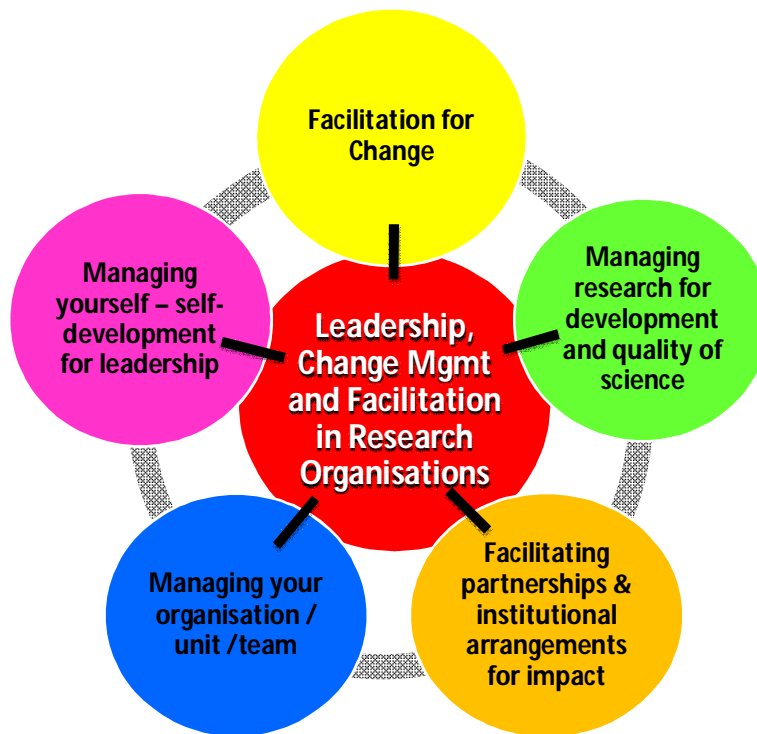 Facilitation for
Change
Managing
yourself – self-
development
for leadership
Managing
research for
development
and quality of
science
Leadership,
Change Mgmt
and Facilitation
in Research
Organisations
Managing your
organisation /
unit /team
Facilitating
partnerships &
institutional
arrangements
for impact